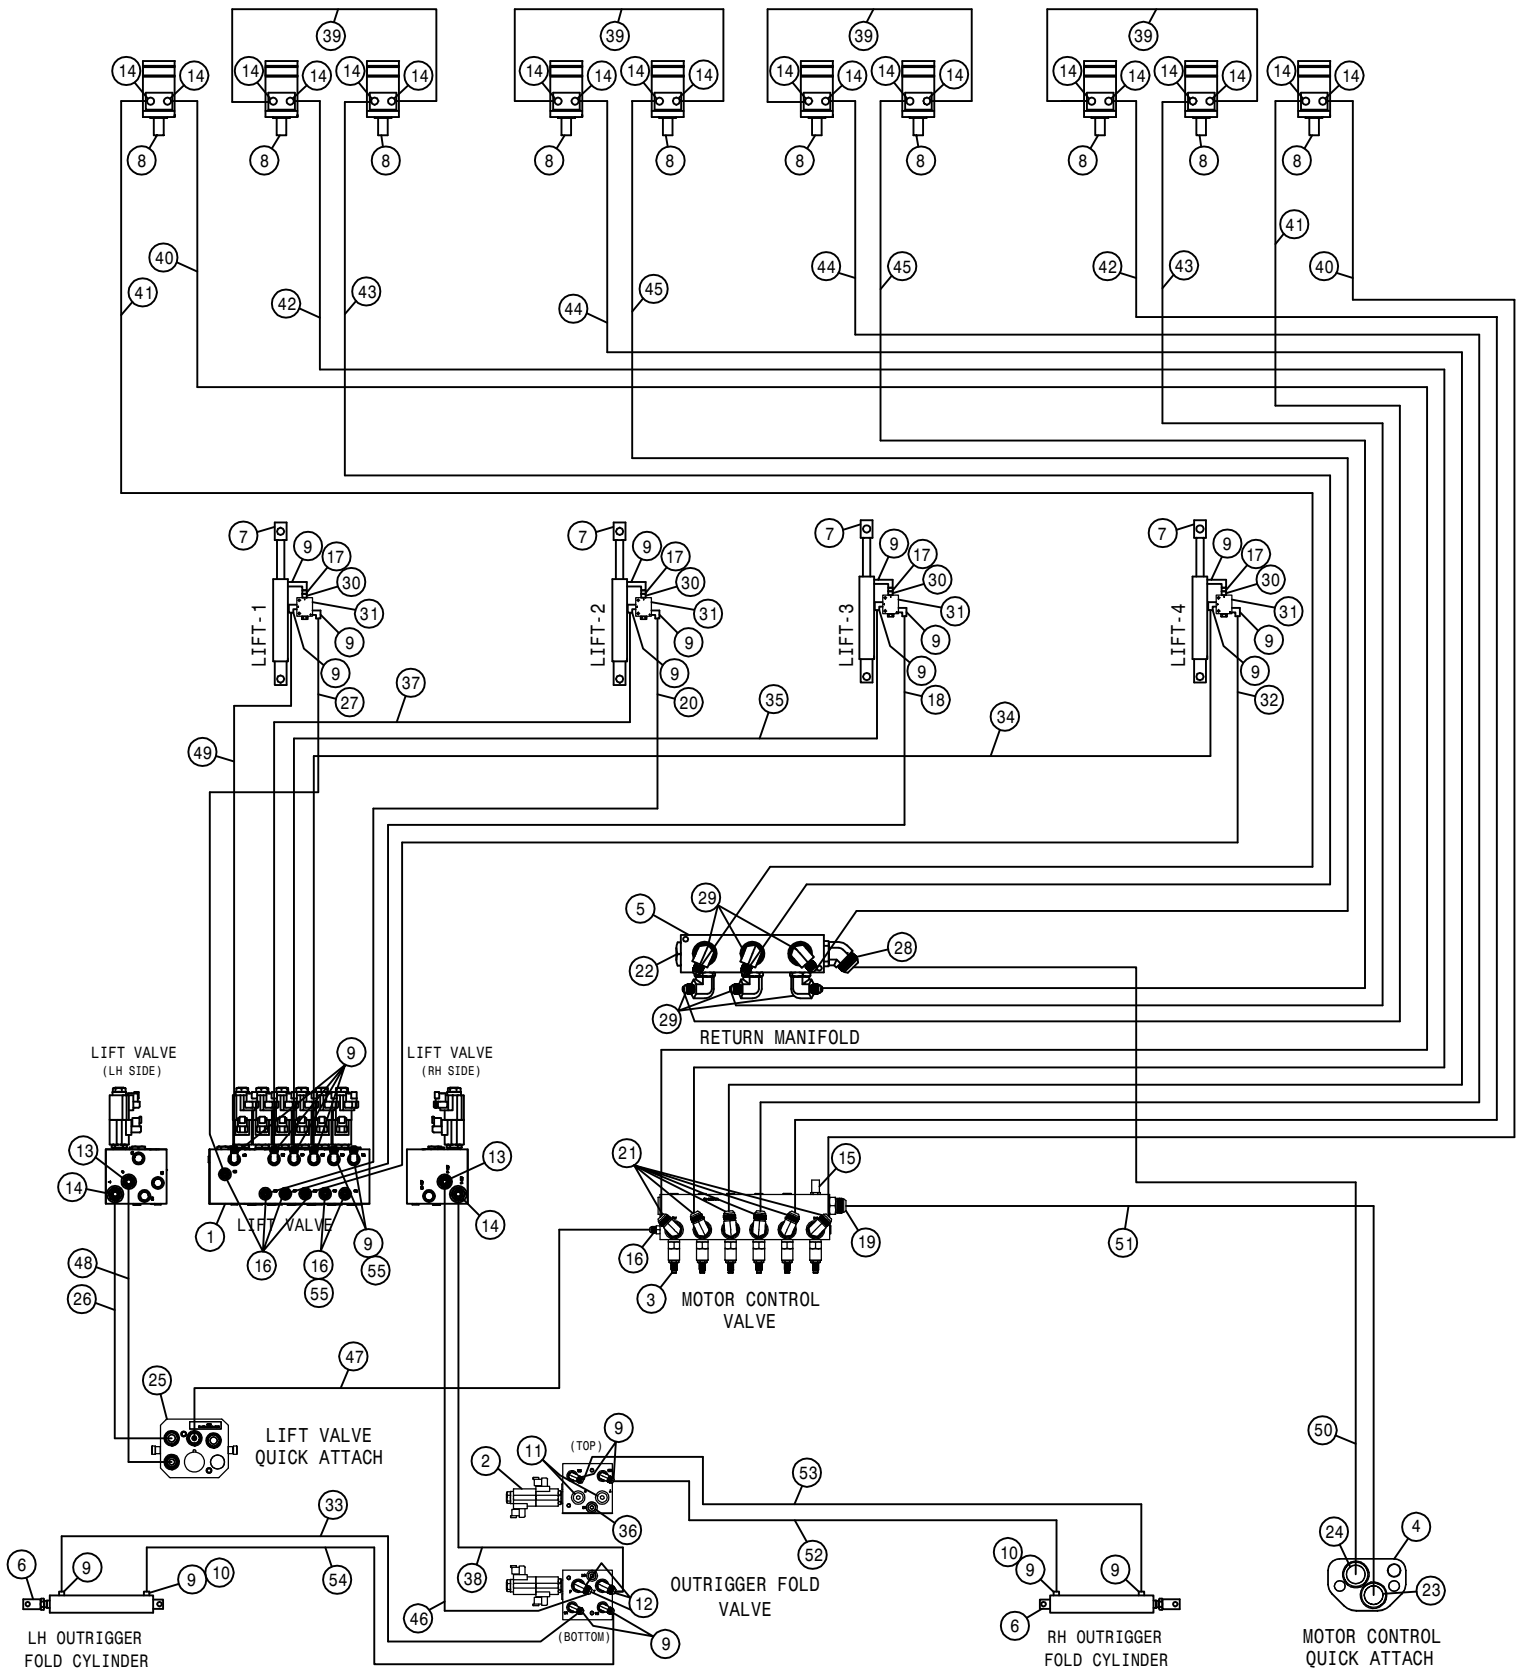 39 39 39 39
14 14 14 14 14 14 14 14 14 14 14 14 14 14 14 14 14 14 14 14
8 8 8 8 8 8 8 8 8 8
41
40 44 45 42 43 40
41 42 43 44 45
7 9 17 30 31 9 9 27
LIFT-1
7 9 17 30 31 9 9 20
LIFT-2
7 9 17 30 31 9 9 18
LIFT-3
7 9 17 30 31 9 9 32
LIFT-4
37 35 34
49
5 29
22 28
29
RETURN MANIFOLD
LIFT VALVE
(LH SIDE)
9
LIFT VALVE
(RH SIDE)
13 13
14 14
21 15
1
LIFT VALVE
16 16 9
55 55
16 19 51
3
MOTOR CONTROL
VALVE
48
26
47
25
LIFT VALVE
QUICK ATTACH
50
(TOP)
9
11
2
53
36
52
33
54
38
24 4
23
6 9 9 10
46
OUTRIGGER FOLD
VALVE
12
9
(BOTTOM)
10 9 9
6
LH OUTRIGGER
FOLD CYLINDER
RH OUTRIGGER
FOLD CYLINDER
MOTOR CONTROL
QUICK ATTACH